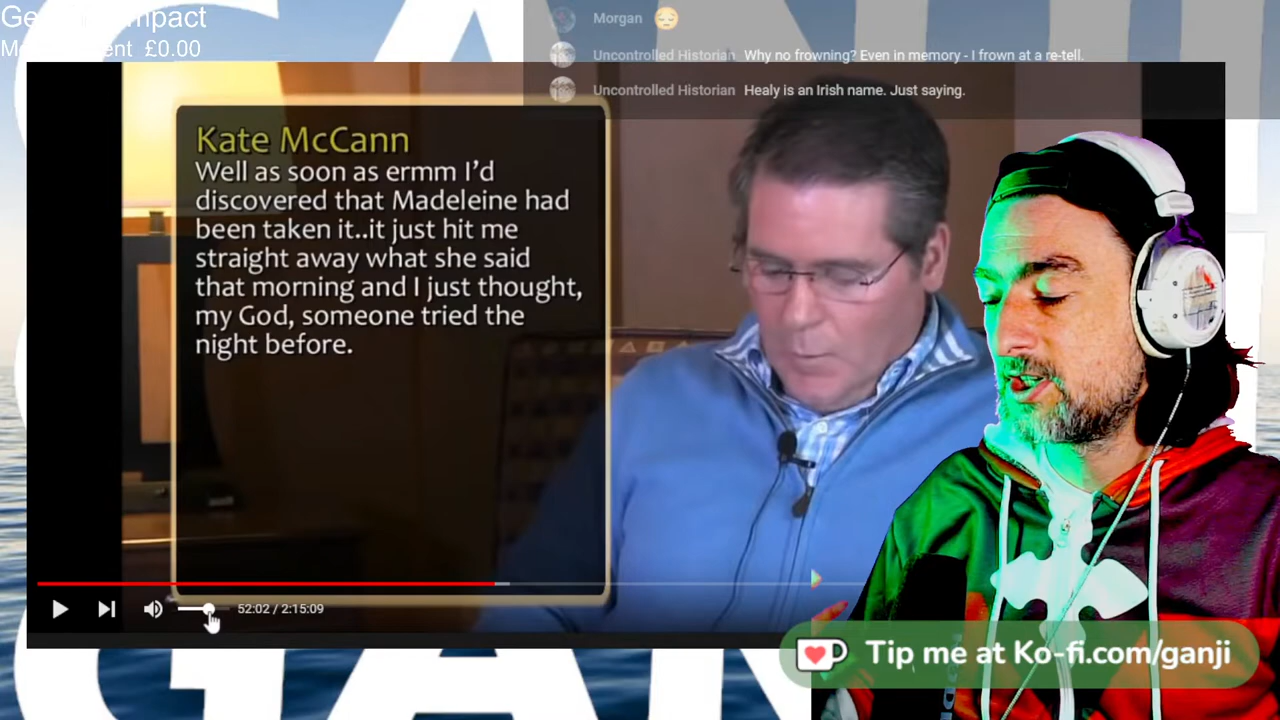 Morgan 😔
Uncontrolled Historian Why no frowning? Even in memory - I frown at a re-tell.
Uncontrolled Historian Healy is an Irish name. Just saying.
£0.00
Kate McCann
Well as soon as ermm I'd
discovered that Madeleine had
been taken it..it just hit me
straight away what she said
that morning and I just thought,
my God, someone tried the
night before.
52:02 / 2:15:09
Tip me at Ko-fi.com/ganji